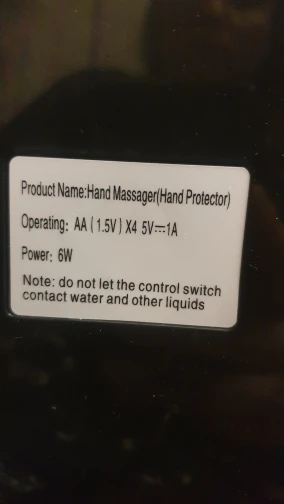 Product Name:Hand Massager(Hand Protector)
Operating: AA (1.5V) X4 5V⎓1A
Power: 6W
Note: do not let the control switch
contact water and other liquids